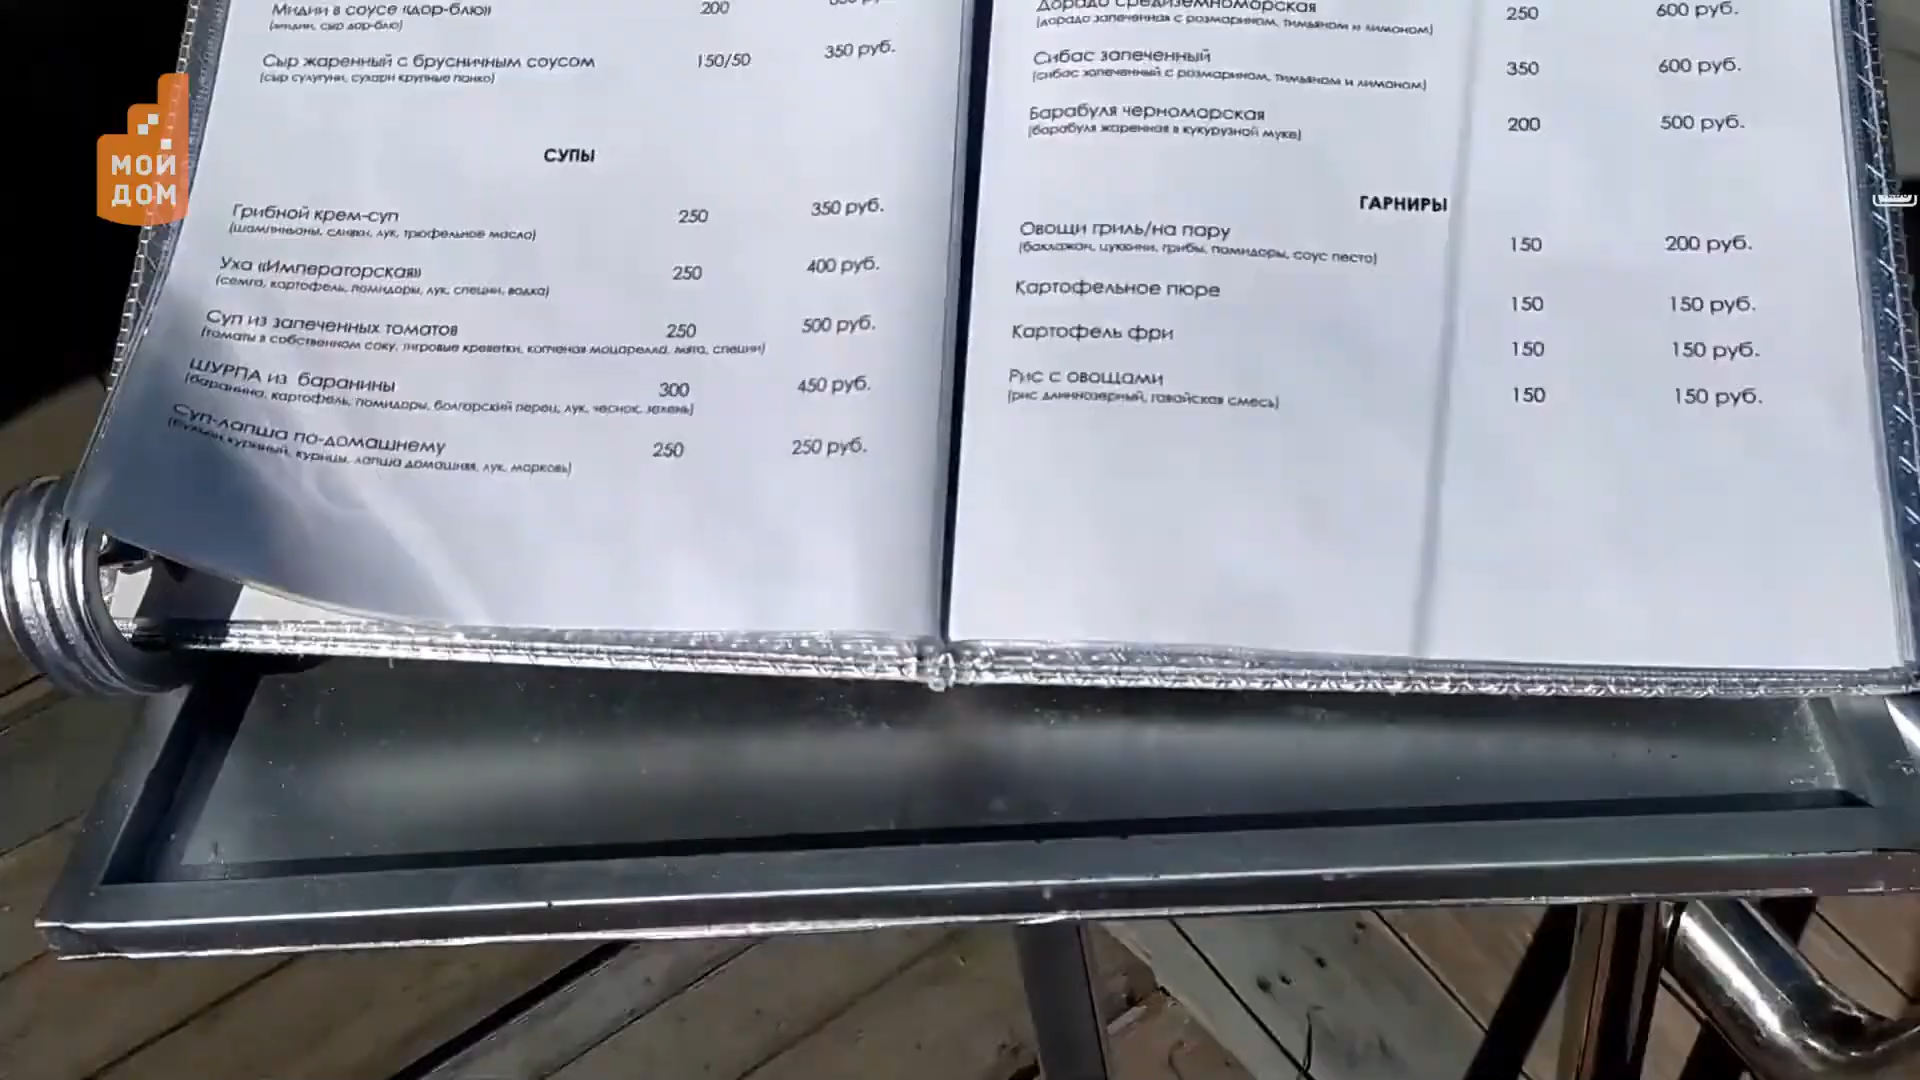 Мидии в соусе «дор-блю» 200
(мидии, сыр дор-блю)
Сыр жаренный с брусничным соусом 150/50 350 руб.
(сыр сулугуни, сухари крупные панко)
СУПЫ
Грибной крем-суп 250 350 руб.
(шампиньоны, сливки, лук, трюфельное масло)
Уха «Императорская» 250 400 руб.
(семга, картофель, помидоры, лук, специи, водка)
Суп из запеченных томатов 250 500 руб.
(томаты в собственном соку, тигровые креветки, копченая моцарелла, мята, специи)
ШУРПА из баранины 300 450 руб.
(баранина, картофель, помидоры, болгарский перец, лук, чеснок, зелень)
Суп-лапша по-домашнему 250 250 руб.
(бульон куриный, курицы, лапша домашняя, лук, морковь)
Дорадо средиземноморская 250 600 руб.
(дорадо запеченная с розмарином, тимьяном и лимоном)
Сибас запеченный 350 600 руб.
(сибас запеченный с розмарином, тимьяном и лимоном)
Барабуля черноморская 200 500 руб.
(барабуля жаренная в кукурузной муке)
ГАРНИРЫ
Овощи гриль/на пару 150 200 руб.
(баклажан, цуккини, грибы, помидоры, соус песто)
Картофельное пюре 150 150 руб.
Картофель фри 150 150 руб.
Рис с овощами 150 150 руб.
(рис длиннозерный, гавайская смесь)
МОЙ
ДОМ